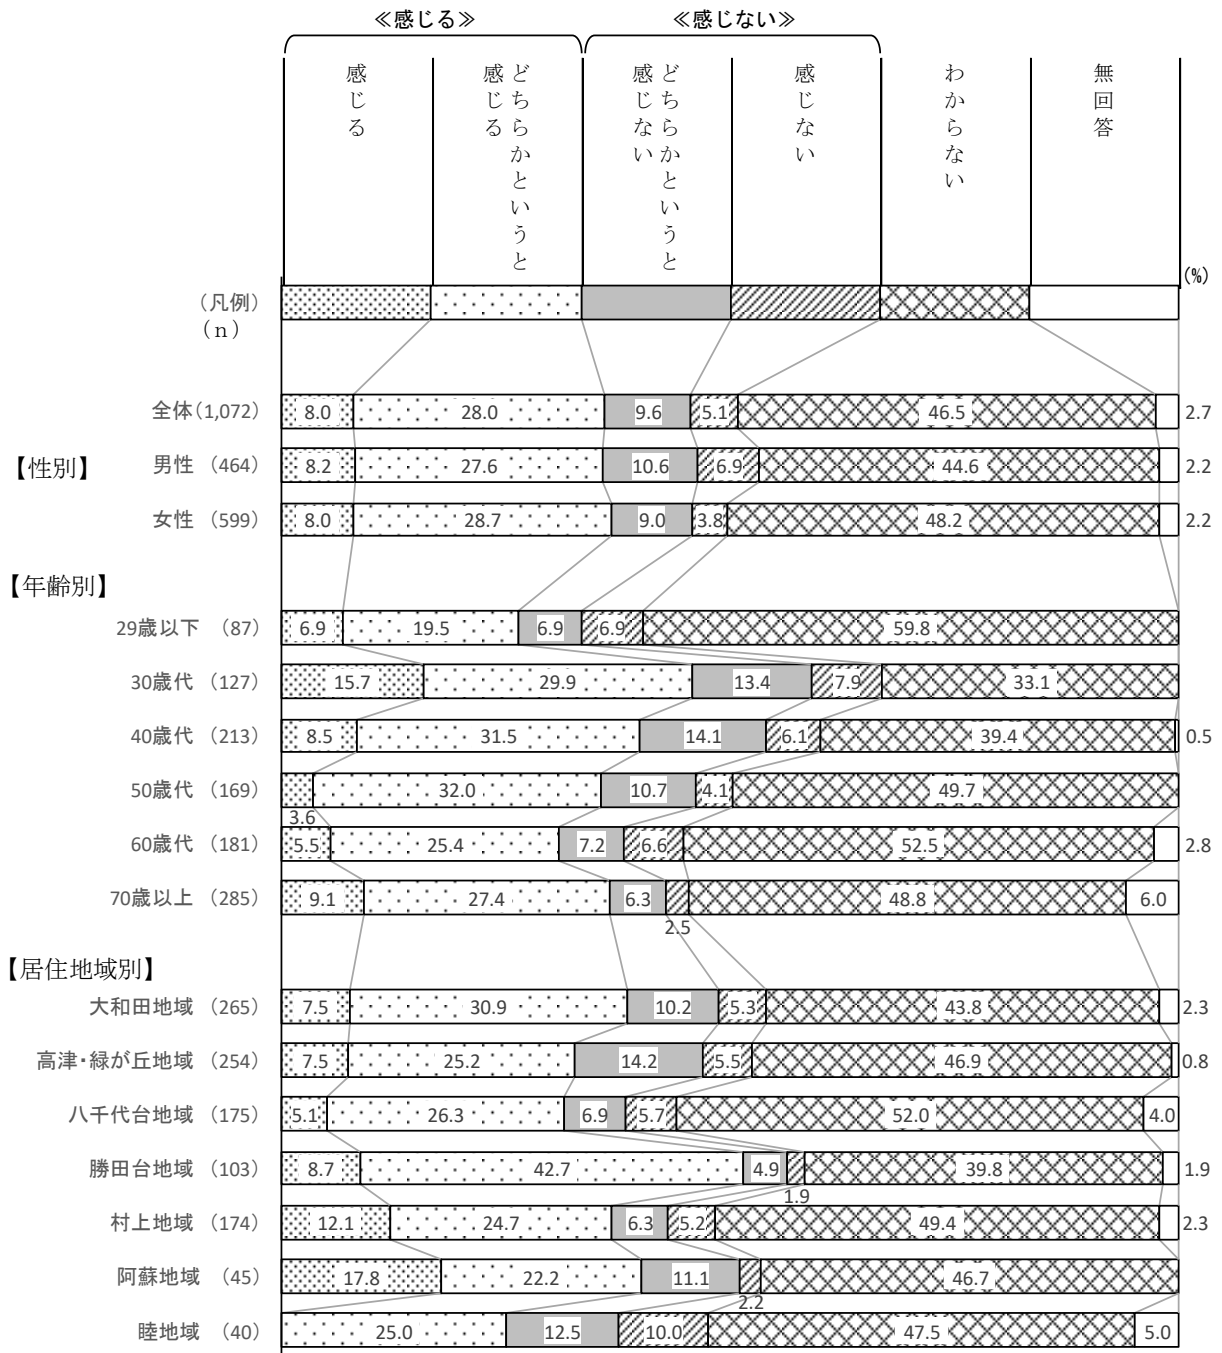 ≪感じる≫ ≪感じない≫
感じる
どちらかというと
感じる
どちらかというと
感じない
感じない
わからない
無回答
(%)
(凡例)
(n)
全体(1,072) 8.0 28.0 9.6 5.1 46.5 2.7
【性別】 男性 (464) 8.2 27.6 10.6 6.9 44.6 2.2
女性 (599) 8.0 28.7 9.0 3.8 48.2 2.2
【年齢別】
29歳以下 (87) 6.9 19.5 6.9 6.9 59.8
30歳代 (127) 15.7 29.9 13.4 7.9 33.1
40歳代 (213) 8.5 31.5 14.1 6.1 39.4 0.5
50歳代 (169) 32.0 10.7 4.1 49.7
3.6
60歳代 (181) 5.5 25.4 7.2 6.6 52.5 2.8
70歳以上 (285) 9.1 27.4 6.3 48.8 6.0
2.5
【居住地域別】
大和田地域 (265) 7.5 30.9 10.2 5.3 43.8 2.3
高津・緑が丘地域 (254) 7.5 25.2 14.2 5.5 46.9 0.8
八千代台地域 (175) 5.1 26.3 6.9 5.7 52.0 4.0
勝田台地域 (103) 8.7 42.7 4.9 39.8 1.9
1.9
村上地域 (174) 12.1 24.7 6.3 5.2 49.4 2.3
阿蘇地域 (45) 17.8 22.2 11.1 46.7
2.2
睦地域 (40) 25.0 12.5 10.0 47.5 5.0